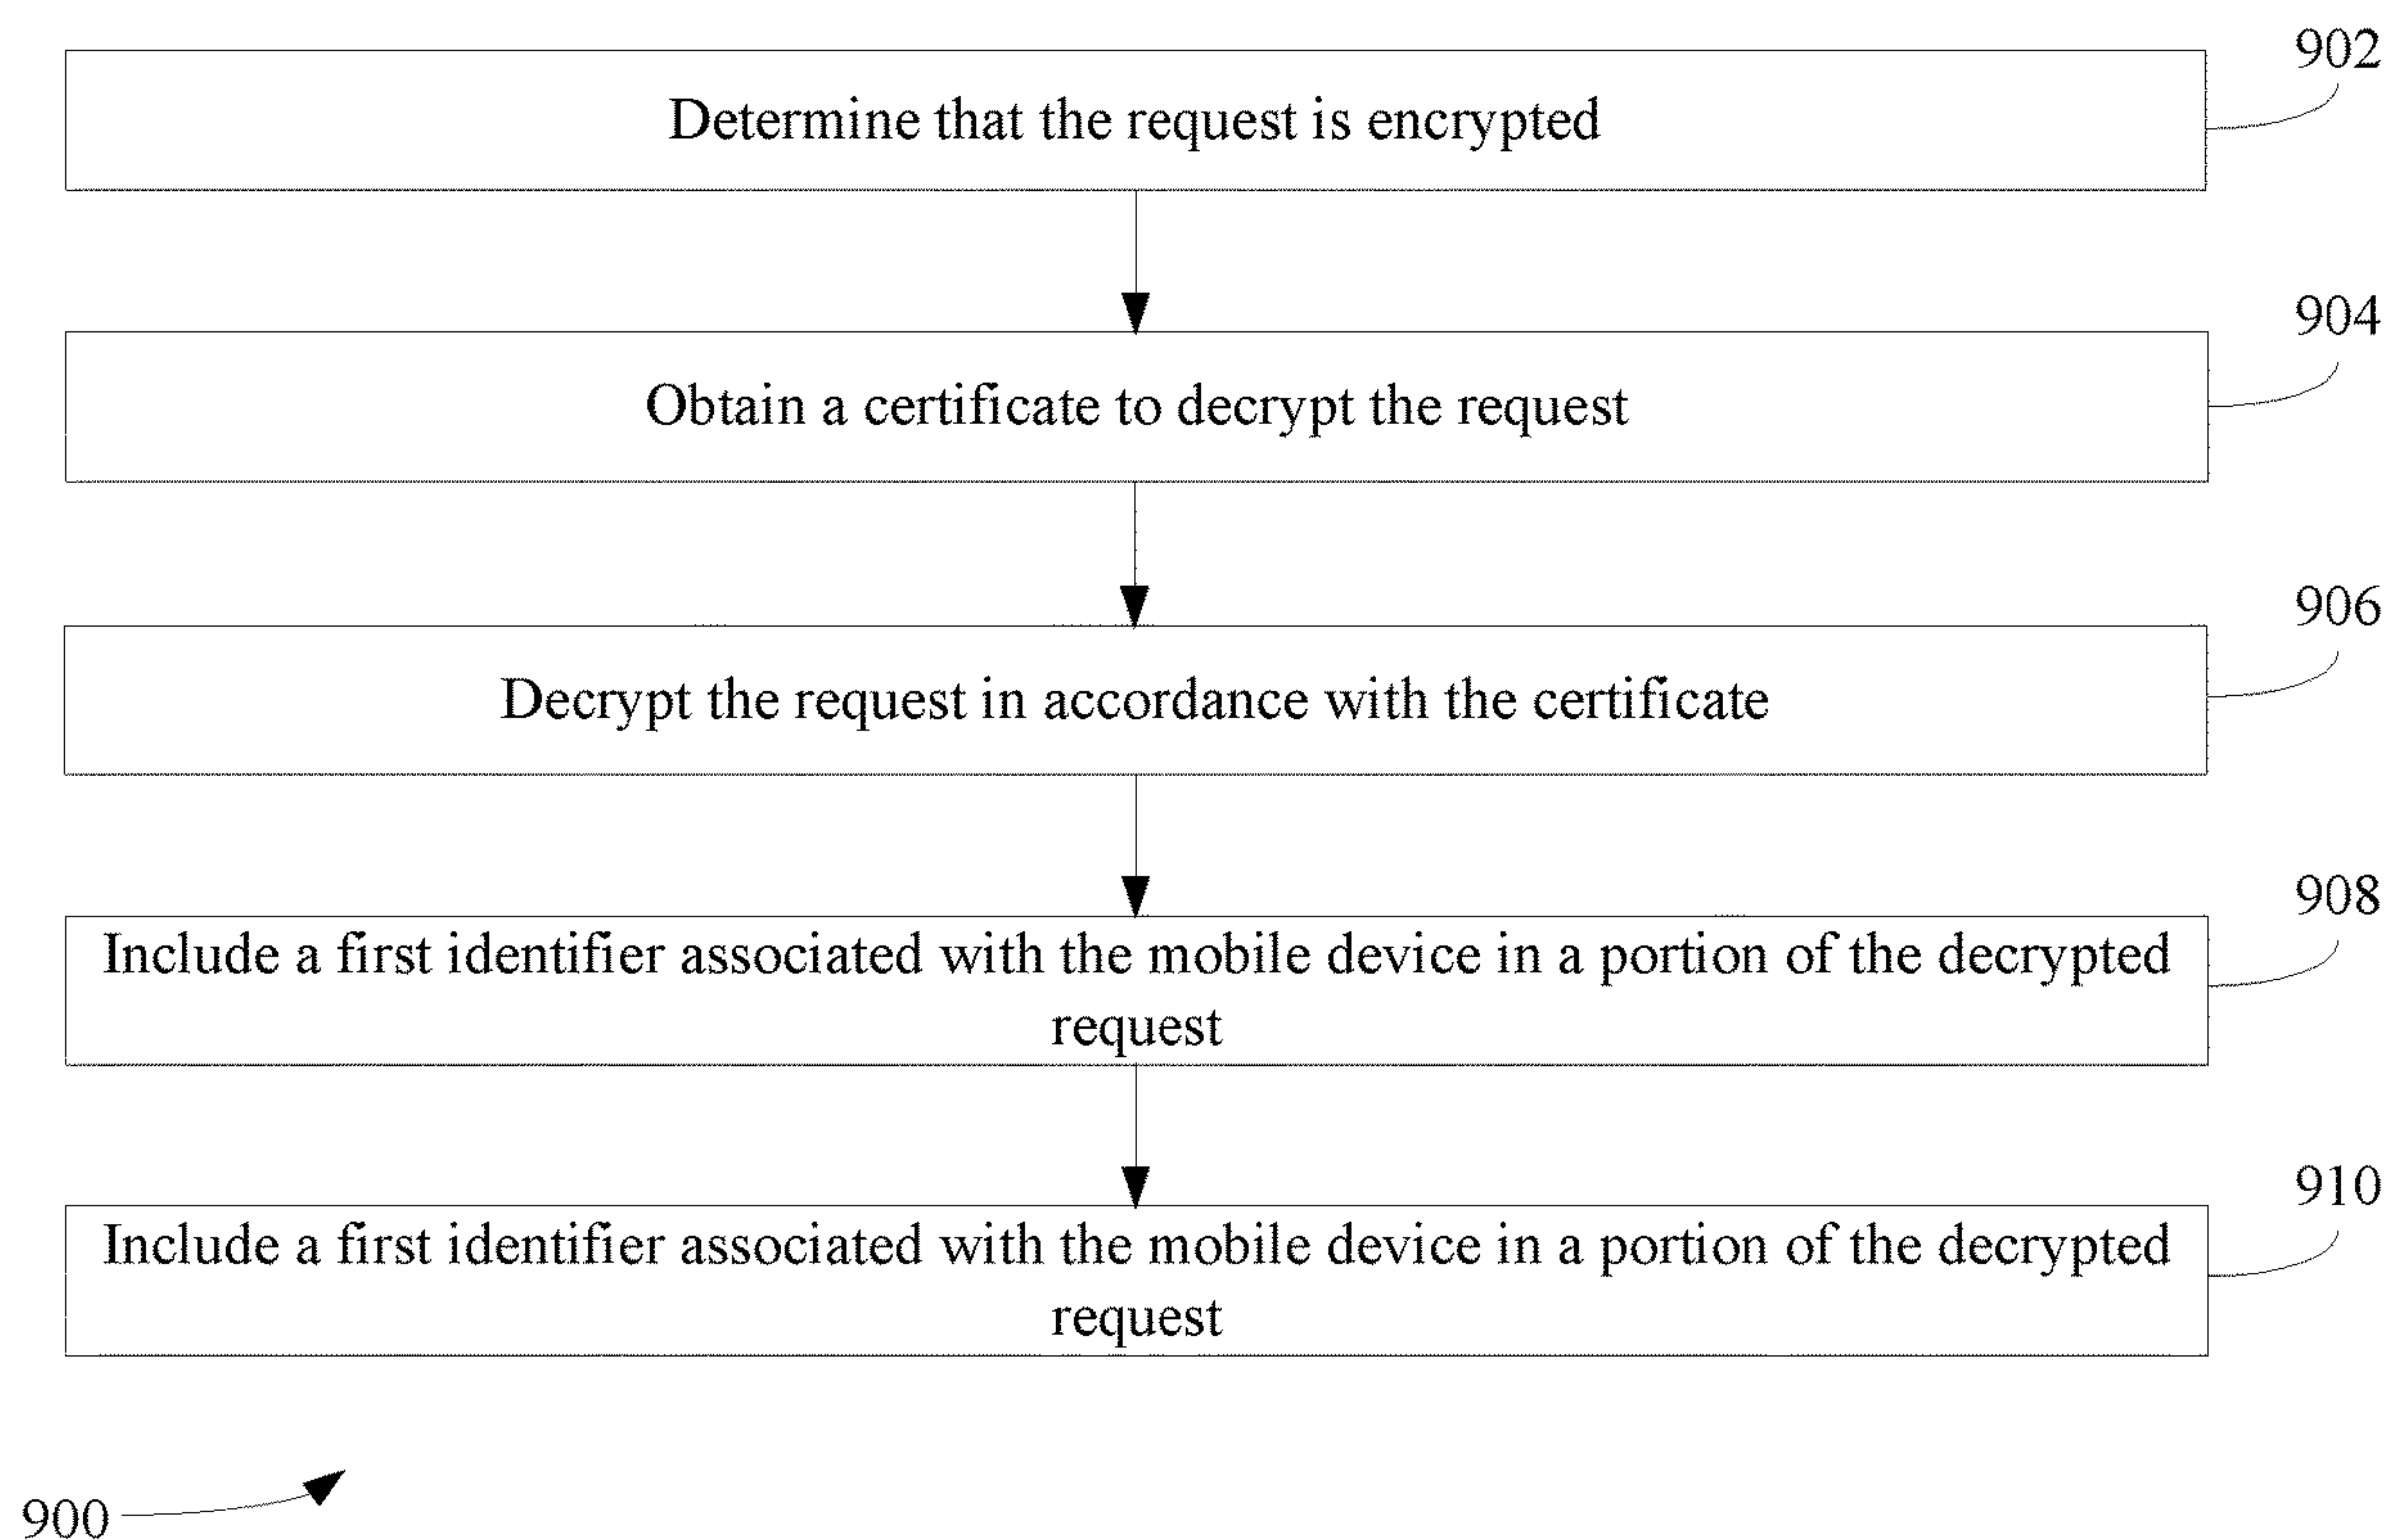 902
Determine that the request is encrypted
904
Obtain a certificate to decrypt the request
906
Decrypt the request in accordance with the certificate
908
Include a first identifier associated with the mobile device in a portion of the decrypted
request
910
Include a first identifier associated with the mobile device in a portion of the decrypted
request
900